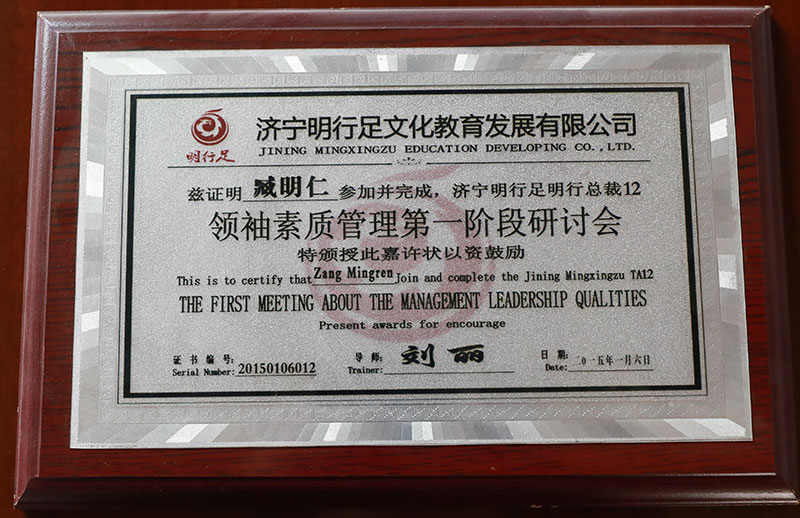 明行足
济宁明行足文化教育发展有限公司
JINING MINGXINGZU EDUCATION DEVELOPING CO.,LTD.
兹证明 臧明仁 参加并完成，济宁明行足明行总裁12
领袖素质管理第一阶段研讨会
特颁授此嘉许状以资鼓励
This is to certify that Zang Mingren Join and complete the Jining Mingxingzu TA12
THE FIRST MEETING ABOUT THE MANAGEMENT LEADERSHIP QUALITIES
Present awards for encourage
证书编号: 导师: 刘丽 日期: 二〇一五年一月六日
Serial Number: 20150106012 Trainer: Date: